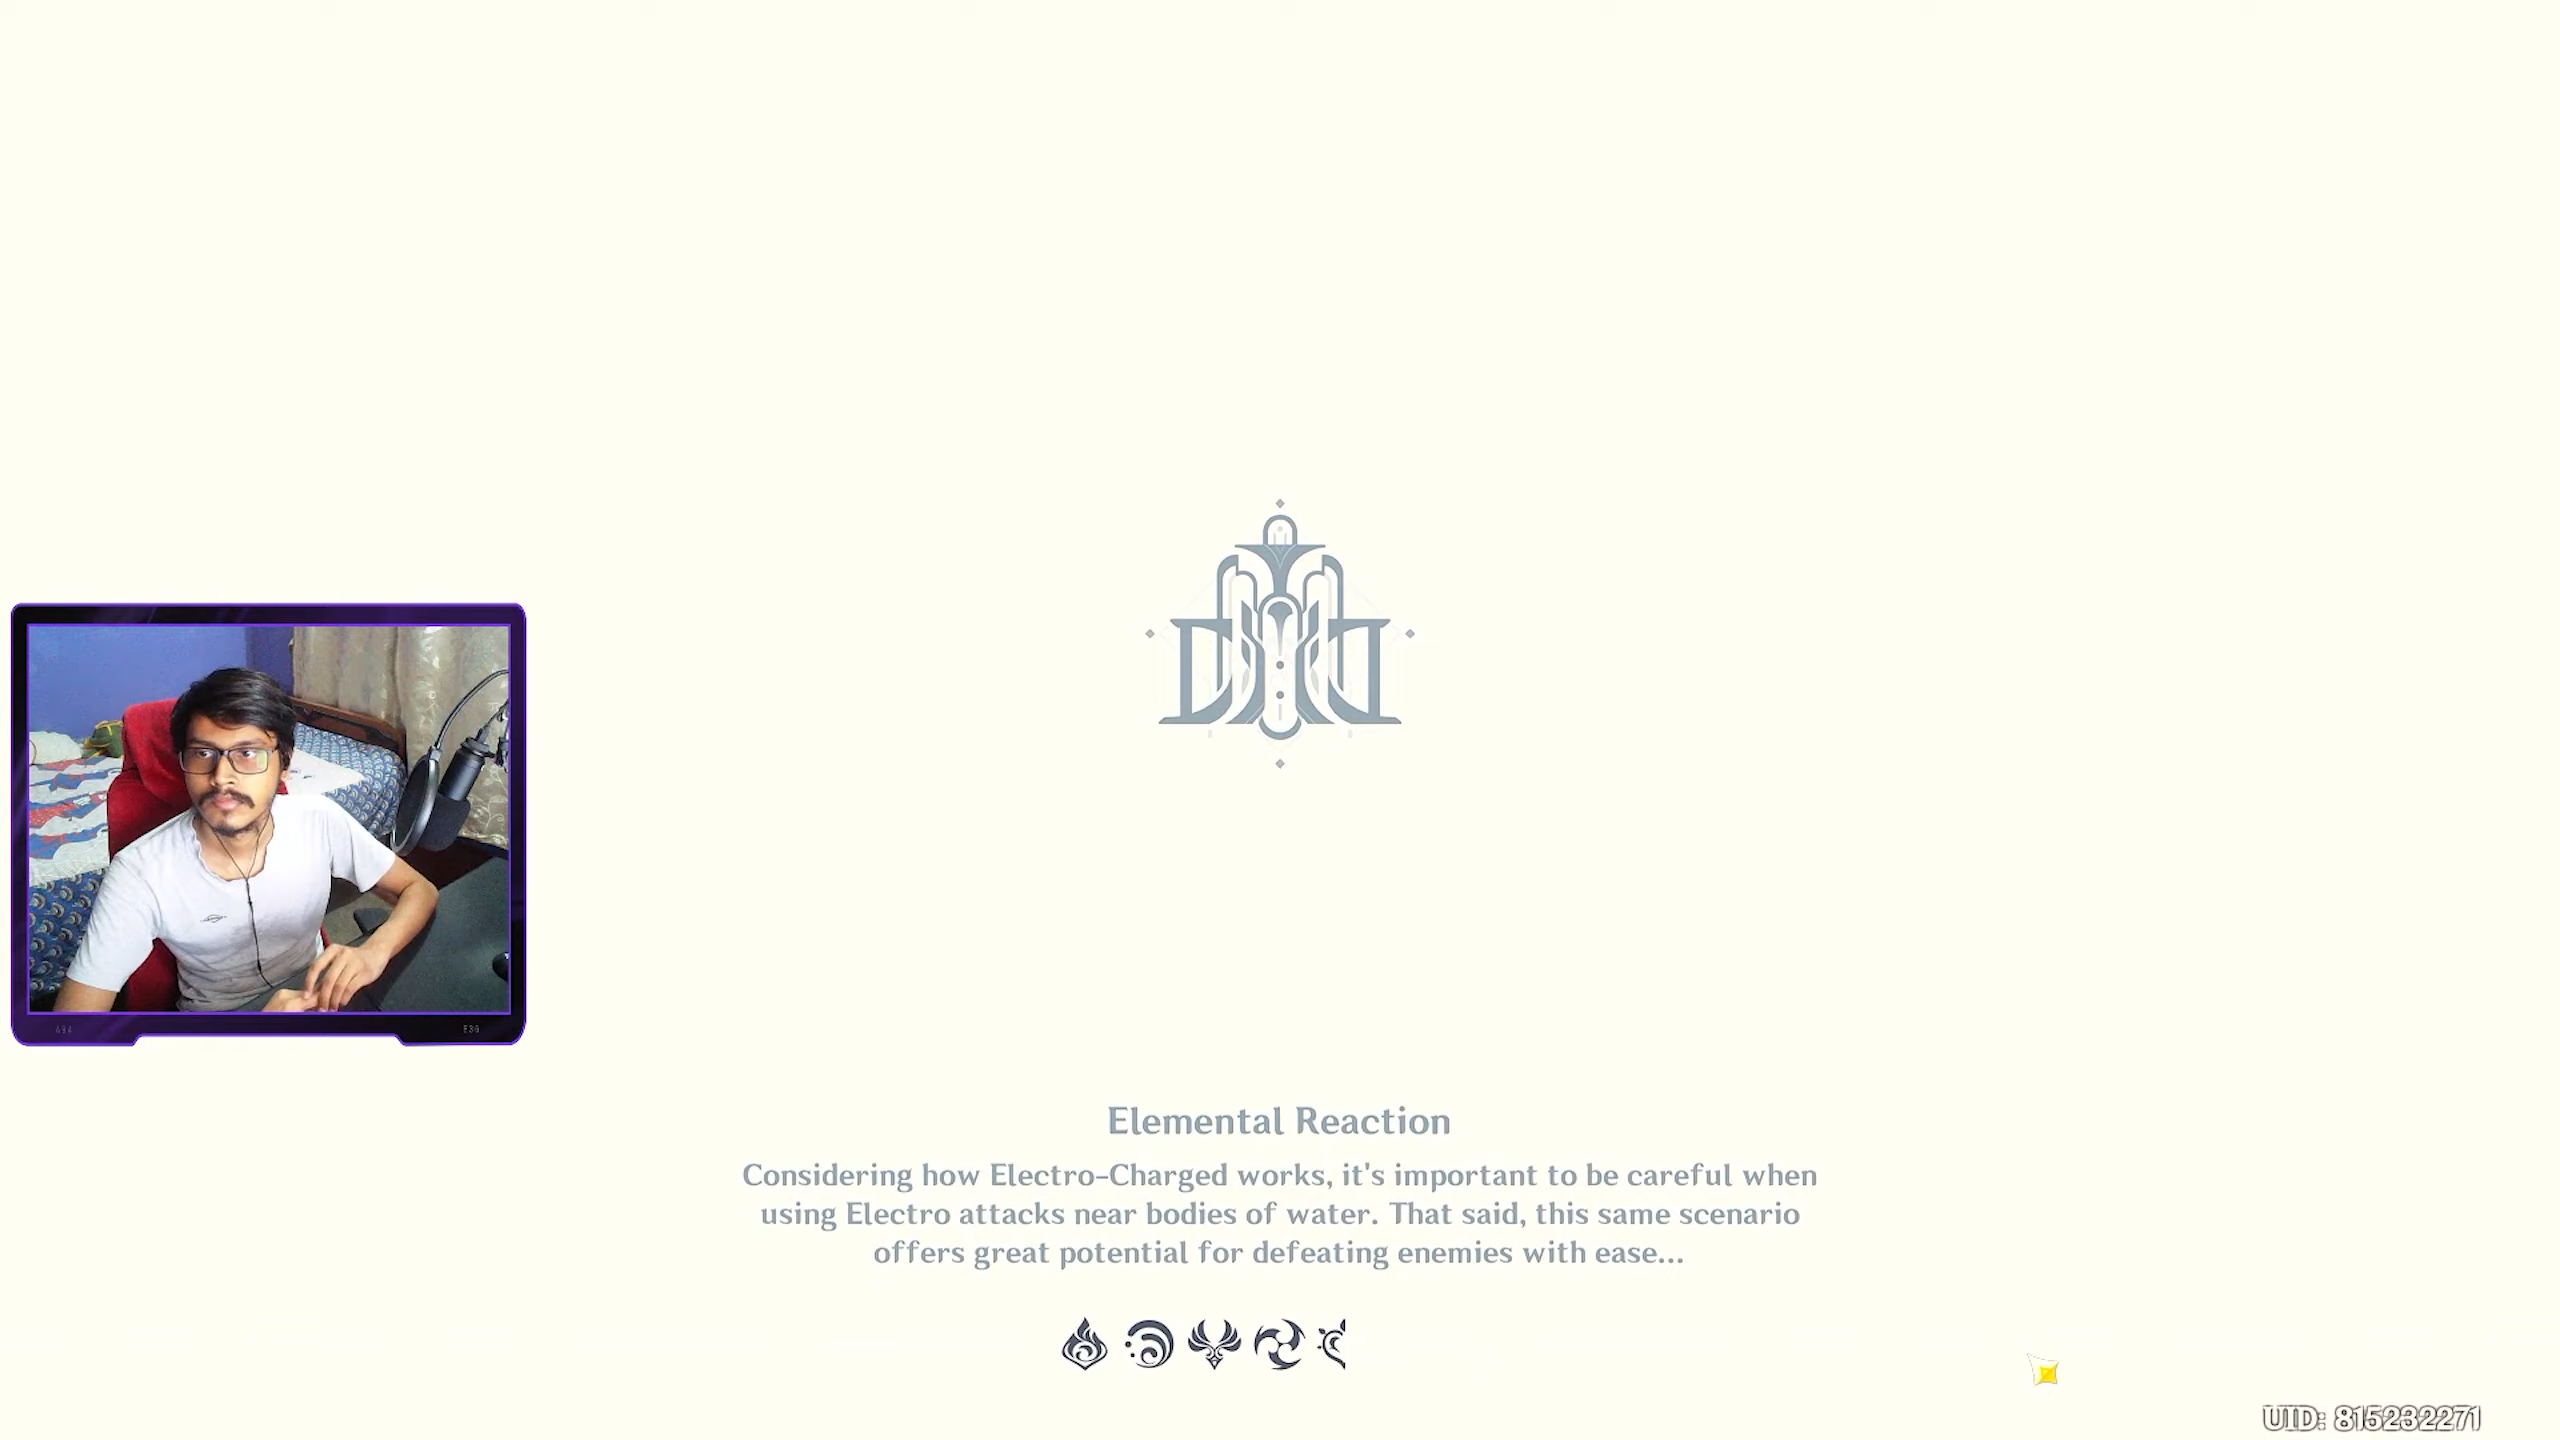 Elemental Reaction
Considering how Electro-Charged works, it's important to be careful when
using Electro attacks near bodies of water. That said, this same scenario
offers great potential for defeating enemies with ease...
UID: 815232271